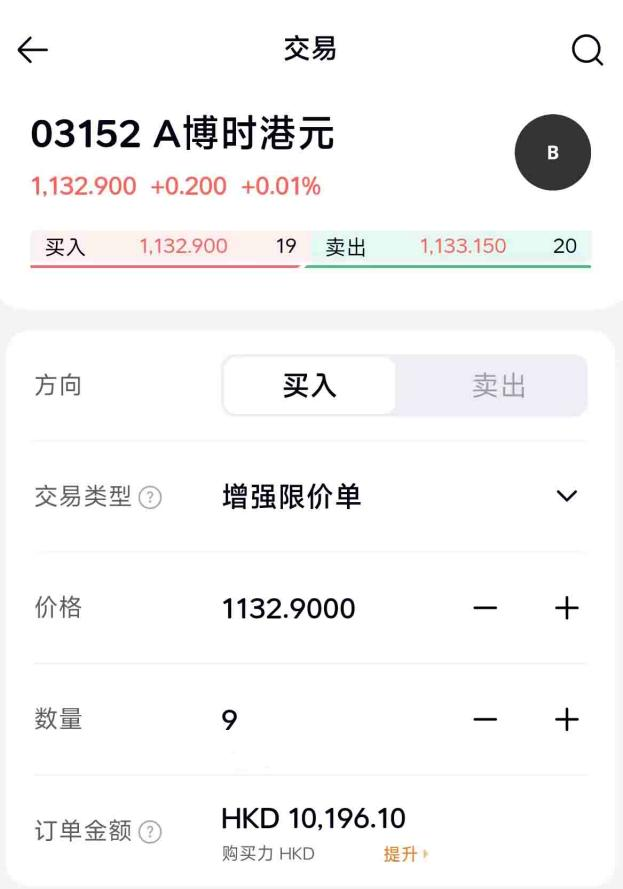 交易
03152 A博时港元
B
1,132.900 +0.200 +0.01%
买入 1,132.900 19 卖出 1,133.150 20
方向 买入 卖出
交易类型 ? 增强限价单
价格 1132.9000 − +
数量 9 − +
订单金额 ? HKD 10,196.10
购买力 HKD 提升